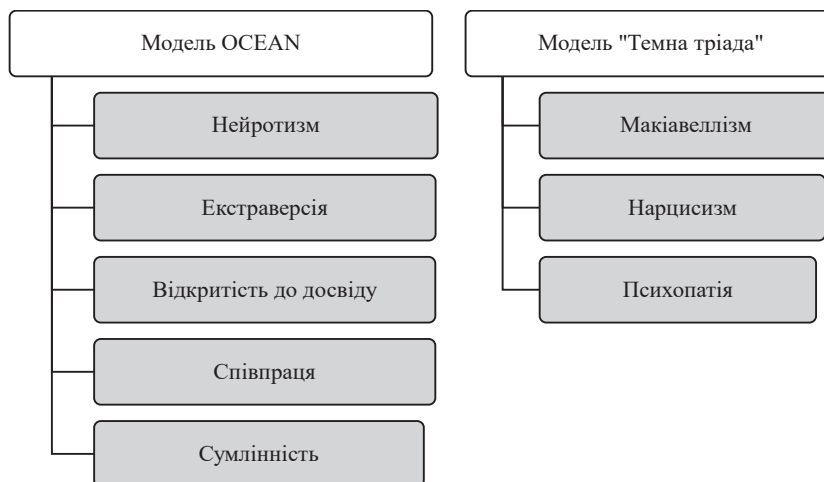 Модель OCEAN
Нейротизм
Екстраверсія
Відкритість до досвіду
Співпраця
Сумлінність
Модель "Темна тріада"
Макіавеллізм
Нарцисизм
Психопатія